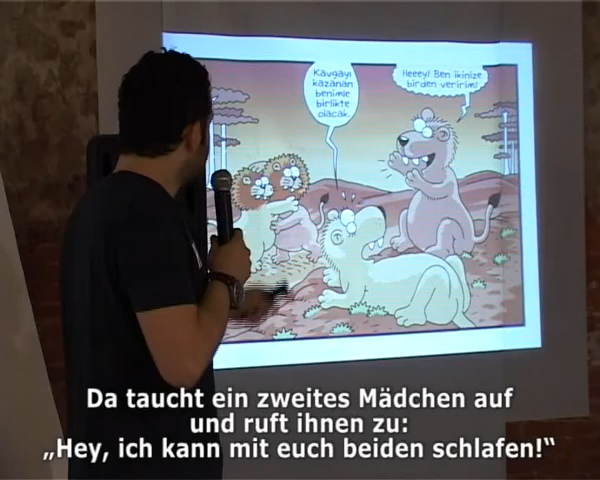 Kavgayı
kazanan
benimle
birlikte
olacak.
Heeey! Ben ikinize
birden veririm!
Da taucht ein zweites Mädchen auf
und ruft ihnen zu:
„Hey, ich kann mit euch beiden schlafen!“